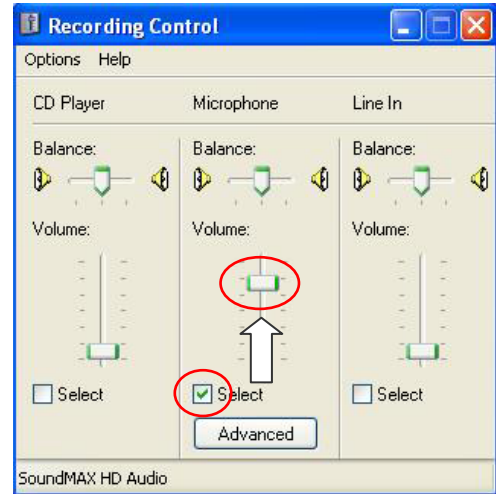 Recording Control
Options Help
CD Player Microphone Line In
Balance: Balance: Balance:
Volume: Volume: Volume:
Select Select Select
Advanced
SoundMAX HD Audio